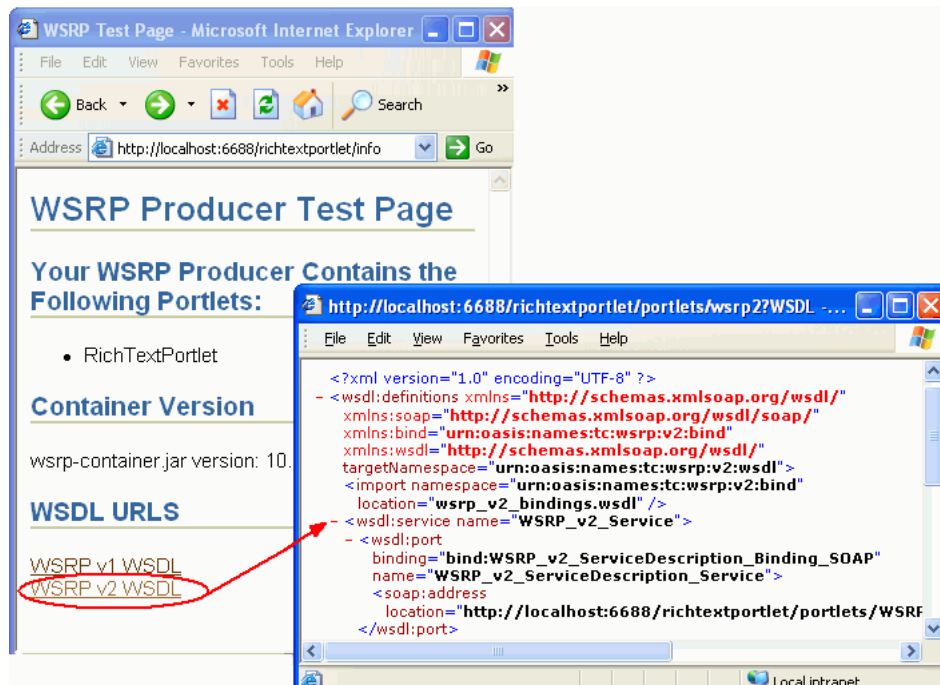 WSRP Test Page - Microsoft Internet Explorer
File Edit View Favorites Tools Help
Back Search »
Address http://localhost:6688/richtextportlet/info Go
WSRP Producer Test Page
Your WSRP Producer Contains the
Following Portlets:
• RichTextPortlet
Container Version
wsrp-container.jar version: 10.
WSDL URLS
WSRP v1 WSDL
WSRP v2 WSDL
http://localhost:6688/richtextportlet/portlets/wsrp2?WSDL -...
File Edit View Favorites Tools Help
<?xml version="1.0" encoding="UTF-8" ?>
- <wsdl:definitions xmlns="http://schemas.xmlsoap.org/wsdl/"
xmlns:soap="http://schemas.xmlsoap.org/wsdl/soap/"
xmlns:bind="urn:oasis:names:tc:wsrp:v2:bind"
xmlns:wsdl="http://schemas.xmlsoap.org/wsdl/"
targetNamespace="urn:oasis:names:tc:wsrp:v2:wsdl">
<import namespace="urn:oasis:names:tc:wsrp:v2:bind"
location="wsrp_v2_bindings.wsdl" />
- <wsdl:service name="WSRP_v2_Service">
- <wsdl:port
binding="bind:WSRP_v2_ServiceDescription_Binding_SOAP"
name="WSRP_v2_ServiceDescription_Service">
<soap:address
location="http://localhost:6688/richtextportlet/portlets/WSRP
</wsdl:port>
Local intranet